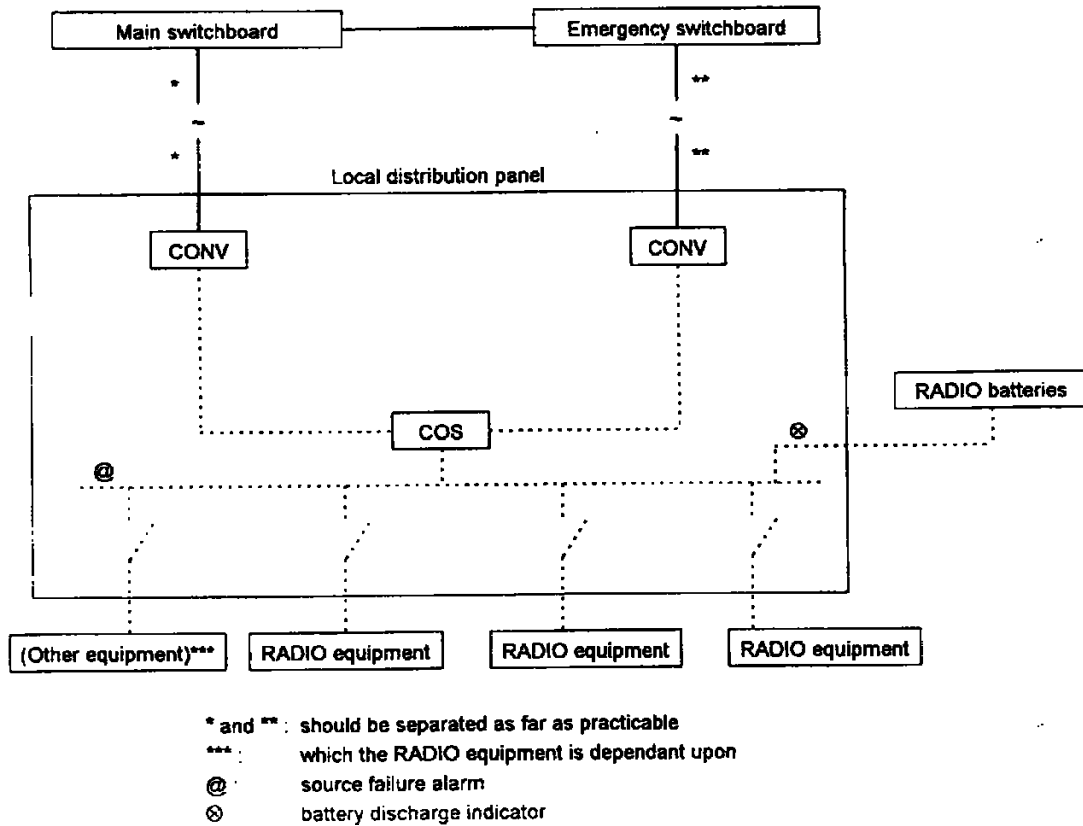 Main switchboard
Emergency switchboard
* **
~ ~
* **
Local distribution panel
CONV
CONV
RADIO batteries
COS
⊗
@
(Other equipment)***
RADIO equipment
RADIO equipment
RADIO equipment
* and ** : should be separated as far as practicable
*** : which the RADIO equipment is dependant upon
@ : source failure alarm
⊗ battery discharge indicator